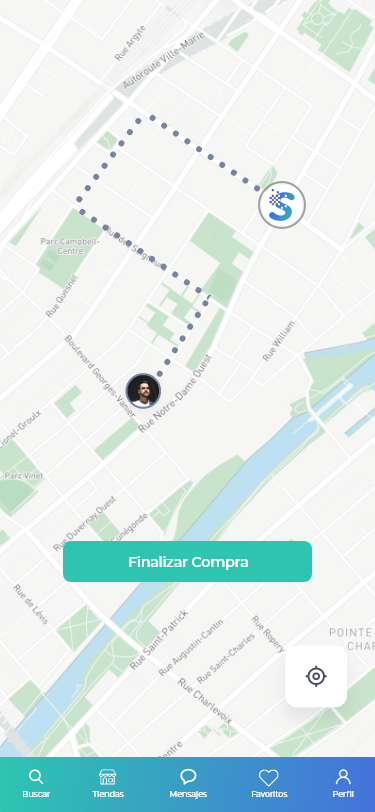 Rue Argyle
Autoroute Ville-Marie
Parc Campbell-
Centre
Rue Quesnel
Boulevard Georges-Vanier
Rue William
Rue Notre-Dame Ouest
Lionel-Groulx
Parc Vinet
Rue Duvernay Ouest
Finalizar Compra
Rue de Lévis
Rue Saint-Patrick
Rue Augustin-Cantin
Rue Saint-Charles
Rue Ropery
POINTE
Rue Charlevoix
Buscar
Tiendas
Mensajes
Favoritos
Perfil